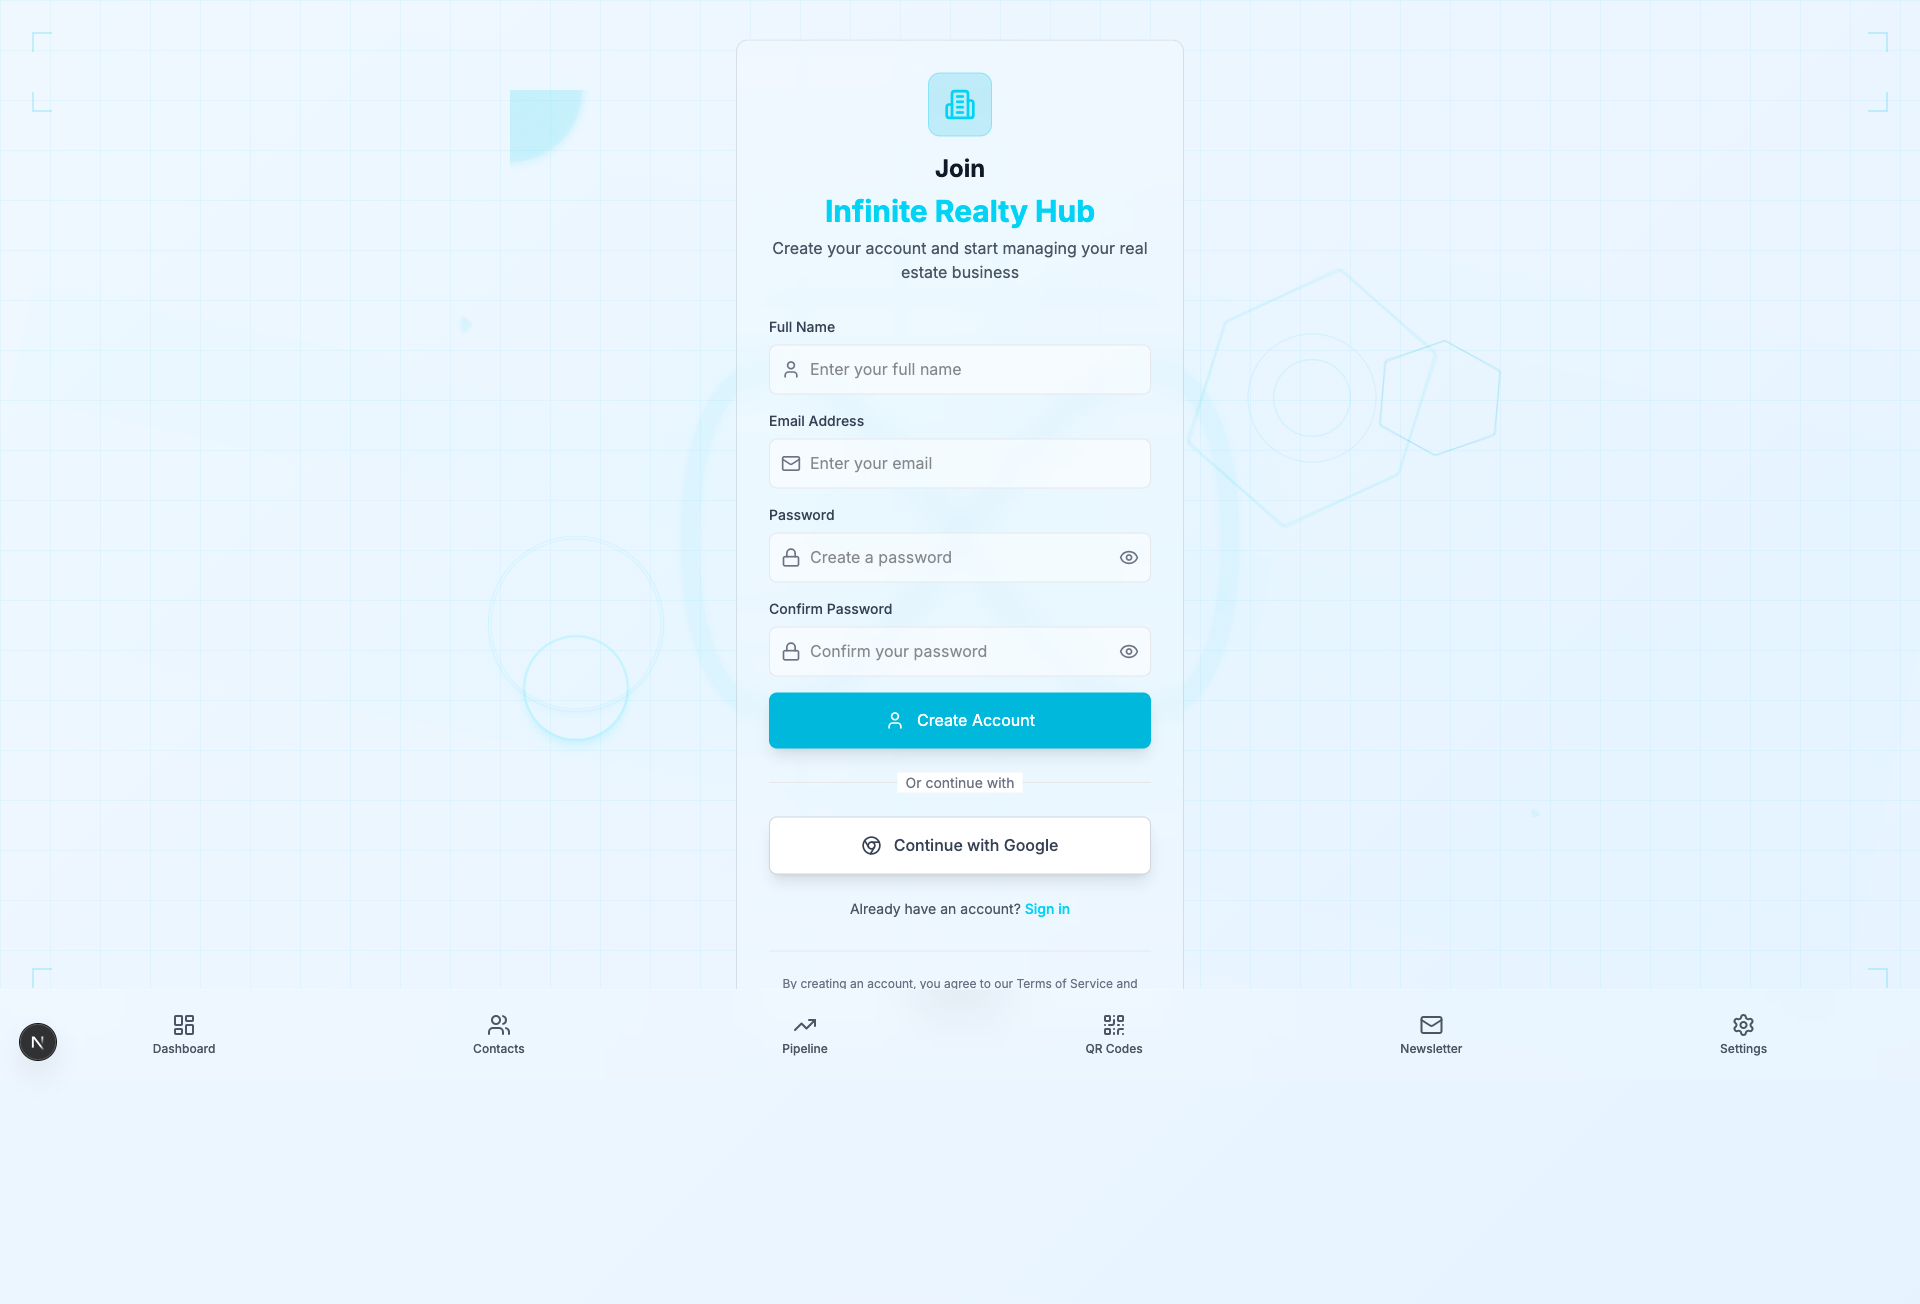 Join
Infinite Realty Hub
Create your account and start managing your real
estate business
Full Name
Enter your full name
Email Address
Enter your email
Password
Create a password
Confirm Password
Confirm your password
Create Account
Or continue with
Continue with Google
Already have an account? Sign in
By creating an account, you agree to our Terms of Service and
N
Dashboard
Contacts
Pipeline
QR Codes
Newsletter
Settings